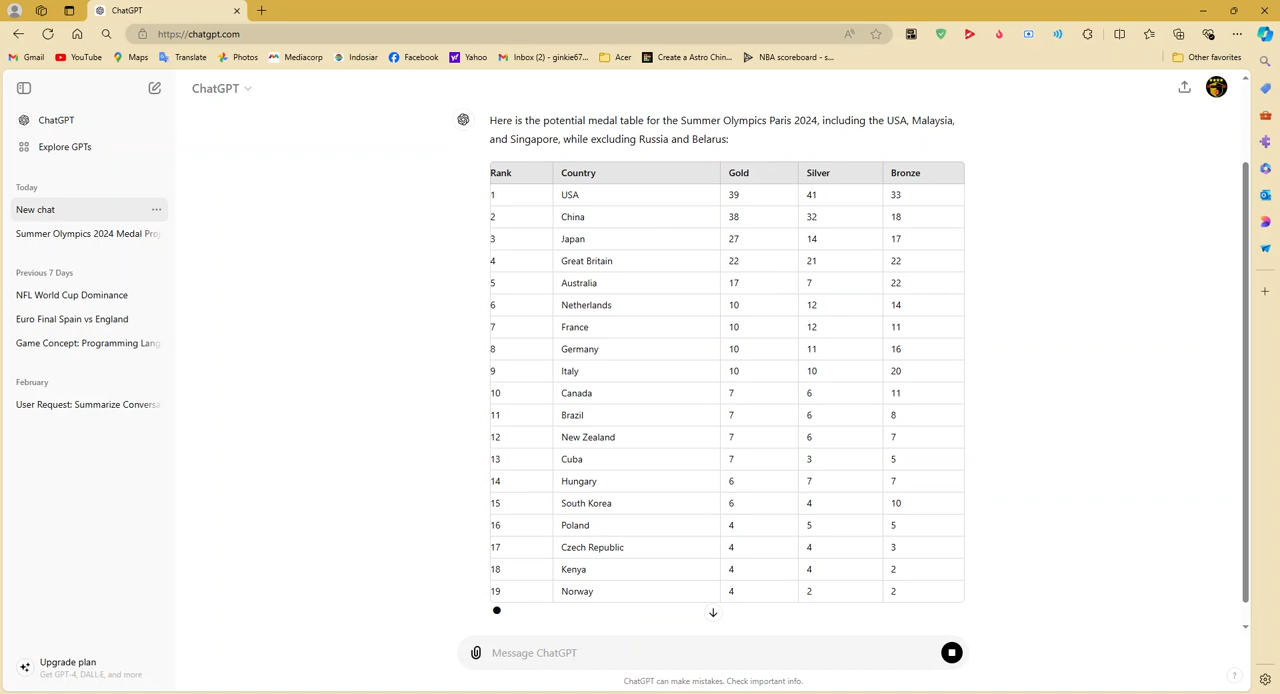 ChatGPT
https://chatgpt.com
Gmail YouTube Maps Translate Photos Mediacorp Indosiar Facebook Yahoo Inbox (2) - ginkie67... Acer Create a Astro Chin... NBA scoreboard - s... Other favorites
ChatGPT
ChatGPT
Explore GPTs
Today
New chat
Summer Olympics 2024 Medal Pro
Previous 7 Days
NFL World Cup Dominance
Euro Final Spain vs England
Game Concept: Programming Lang
February
User Request: Summarize Conversa
Upgrade plan
Get GPT-4, DALL·E, and more
Here is the potential medal table for the Summer Olympics Paris 2024, including the USA, Malaysia,
and Singapore, while excluding Russia and Belarus:
Rank Country Gold Silver Bronze
1 USA 39 41 33
2 China 38 32 18
3 Japan 27 14 17
4 Great Britain 22 21 22
5 Australia 17 7 22
6 Netherlands 10 12 14
7 France 10 12 11
8 Germany 10 11 16
9 Italy 10 10 20
10 Canada 7 6 11
11 Brazil 7 6 8
12 New Zealand 7 6 7
13 Cuba 7 3 5
14 Hungary 6 7 7
15 South Korea 6 4 10
16 Poland 4 5 5
17 Czech Republic 4 4 3
18 Kenya 4 4 2
19 Norway 4 2 2
Message ChatGPT
ChatGPT can make mistakes. Check important info.
?